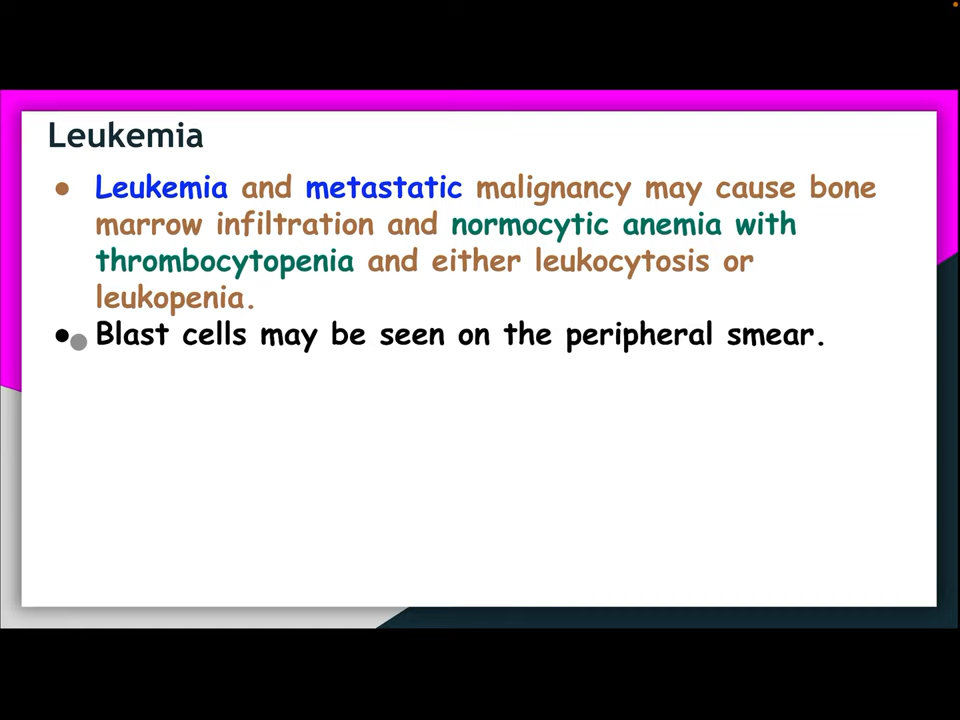 Leukemia
● Leukemia and metastatic malignancy may cause bone
marrow infiltration and normocytic anemia with
thrombocytopenia and either leukocytosis or
leukopenia.
● Blast cells may be seen on the peripheral smear.